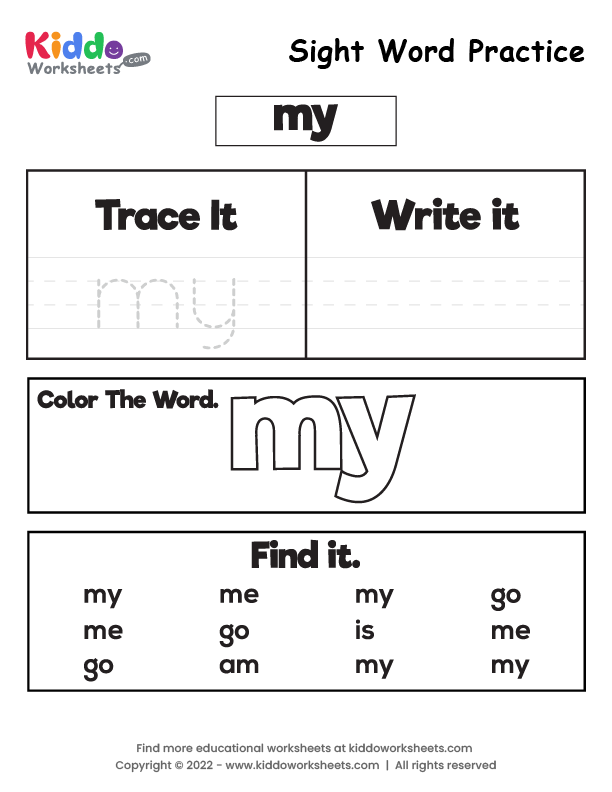 Kiddo
Worksheets .com
Sight Word Practice
my
Trace It
Write it
my
Color The Word.
my
Find it.
my me my go
me go is me
go am my my
Find more educational worksheets at kiddoworksheets.com
Copyright © 2022 - www.kiddoworksheets.com | All rights reserved